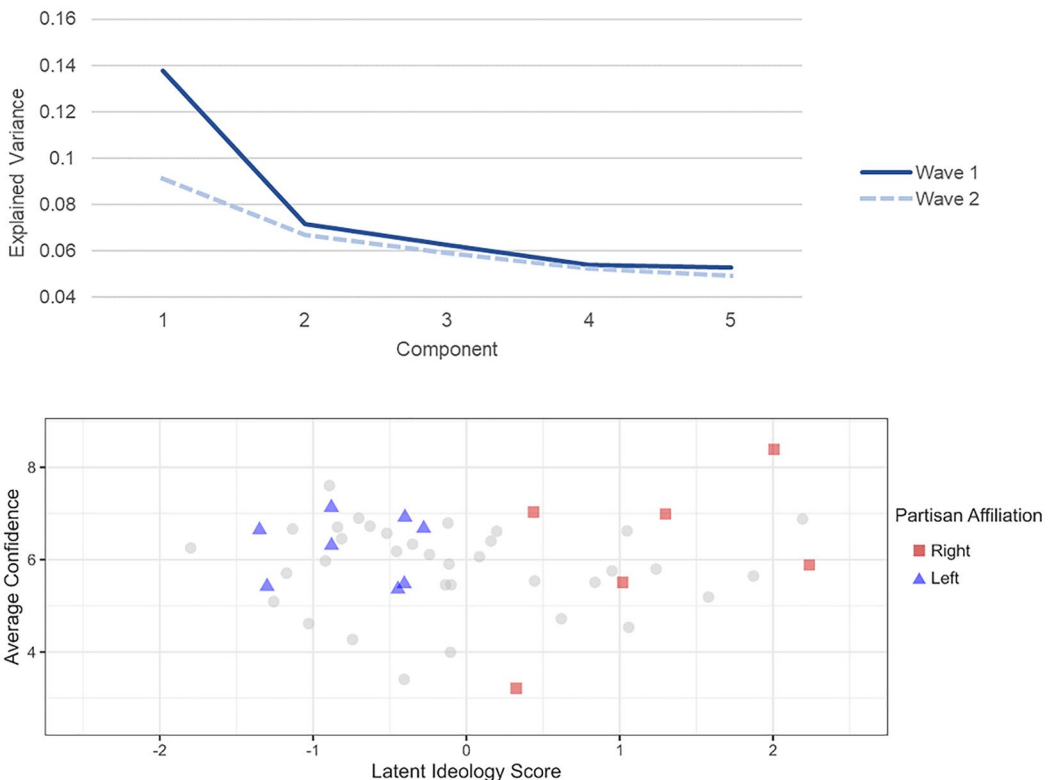 0.16
0.14
0.12
0.1
0.08
0.06
0.04
Explained Variance
1 2 3 4 5
Component
Wave 1
Wave 2
8
6
4
Average Confidence
-2 -1 0 1 2
Latent Ideology Score
Partisan Affiliation
Right
Left